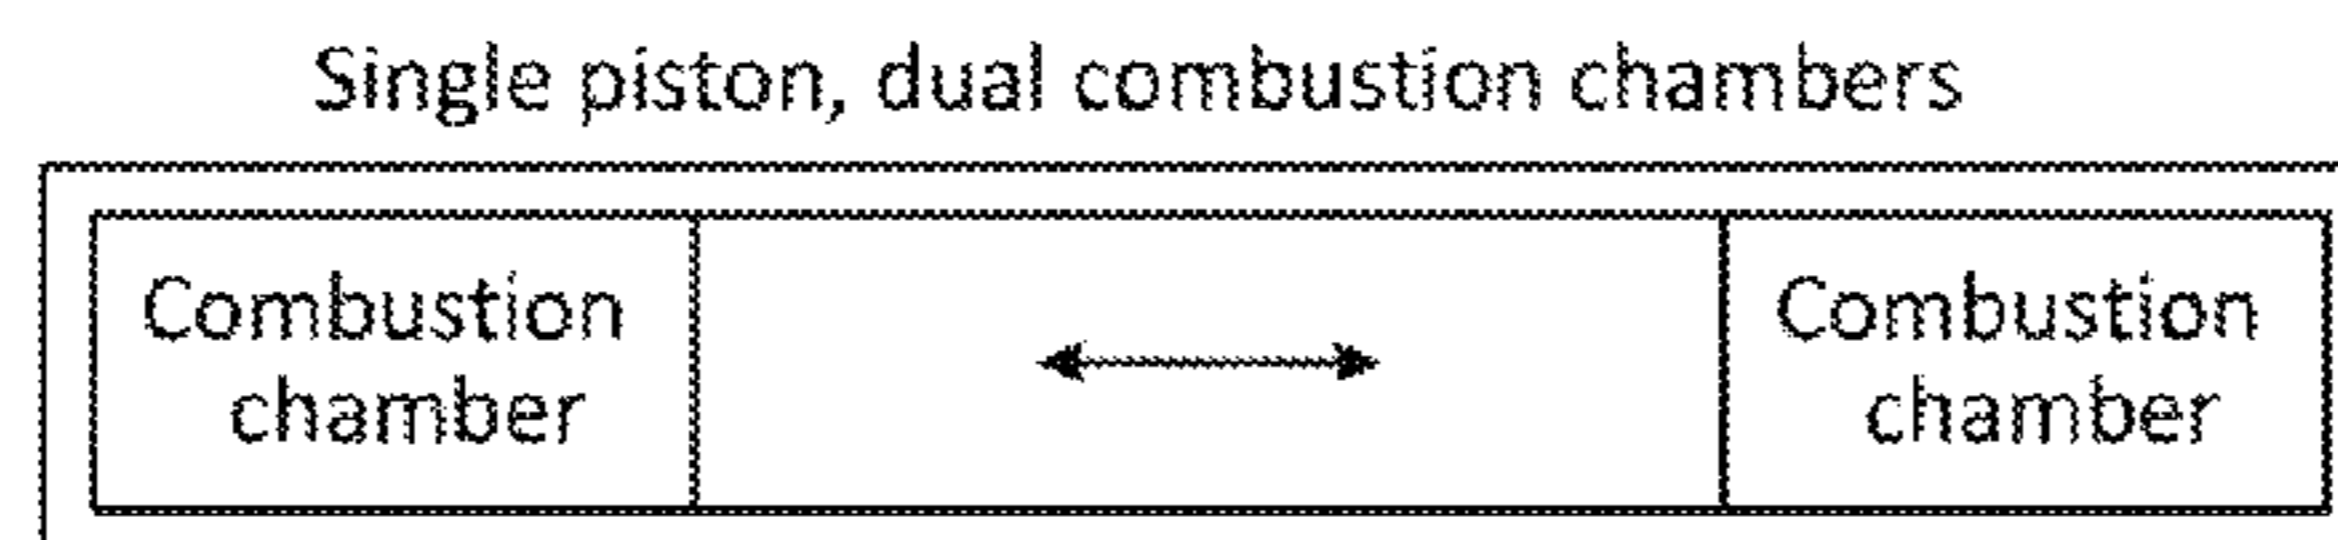 Single piston, dual combustion chambers
Combustion
chamber
Combustion
chamber